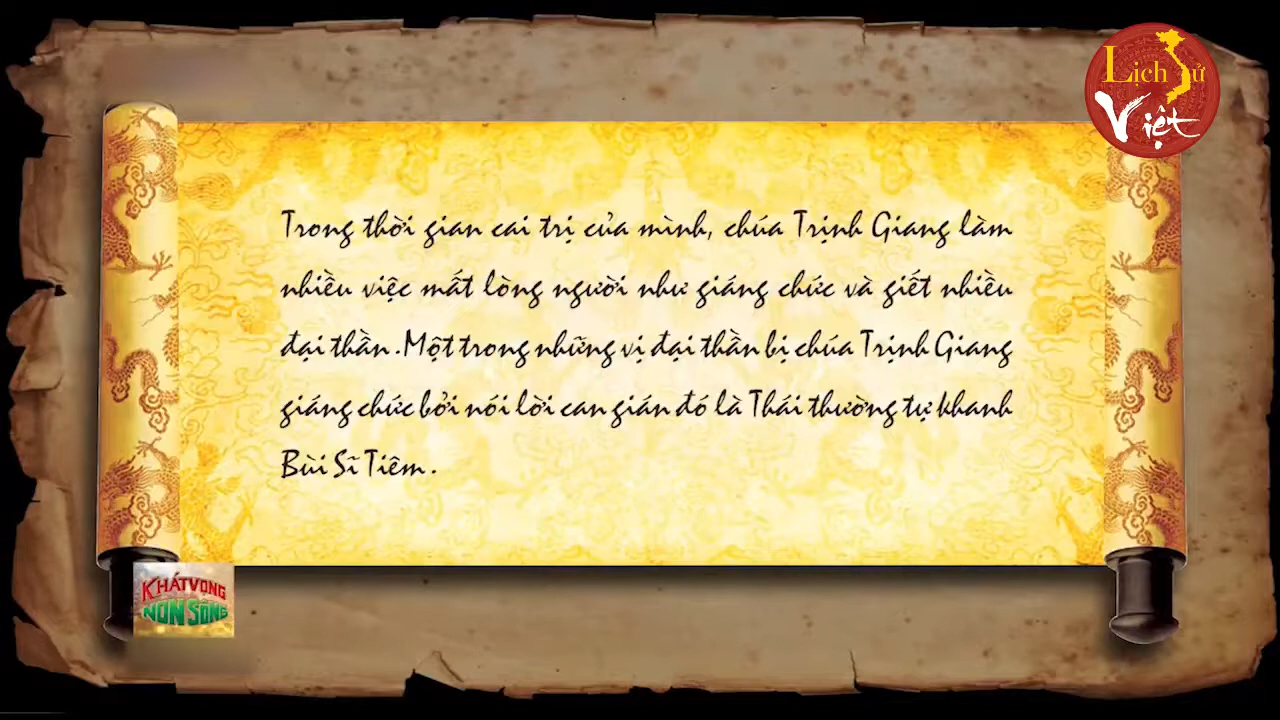 Lịch Sử
Việt
Trong thời gian cai trị của mình, chúa Trịnh Giang làm
nhiều việc mất lòng người như giáng chức và giết nhiều
đại thần.Một trong những vị đại thần bị chúa Trịnh Giang
giáng chức bởi nói lời can gián đó là Thái thường tự khanh
Bùi Sĩ Tiêm.
KHÁT VỌNG
NON SÔNG